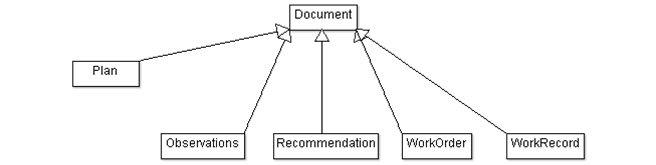 Document
Plan
Observations
Recommendation
WorkOrder
WorkRecord